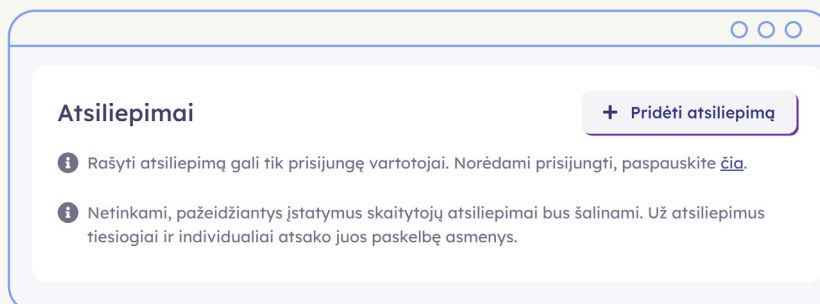 Atsiliepimai
+ Pridėti atsiliepimą
Rašyti atsiliepimą gali tik prisijungę vartotojai. Norėdami prisijungti, paspauskite čia.
Netinkami, pažeidžiantys įstatymus skaitytojų atsiliepimai bus šalinami. Už atsiliepimus
tiesiogiai ir individualiai atsako juos paskelbę asmenys.